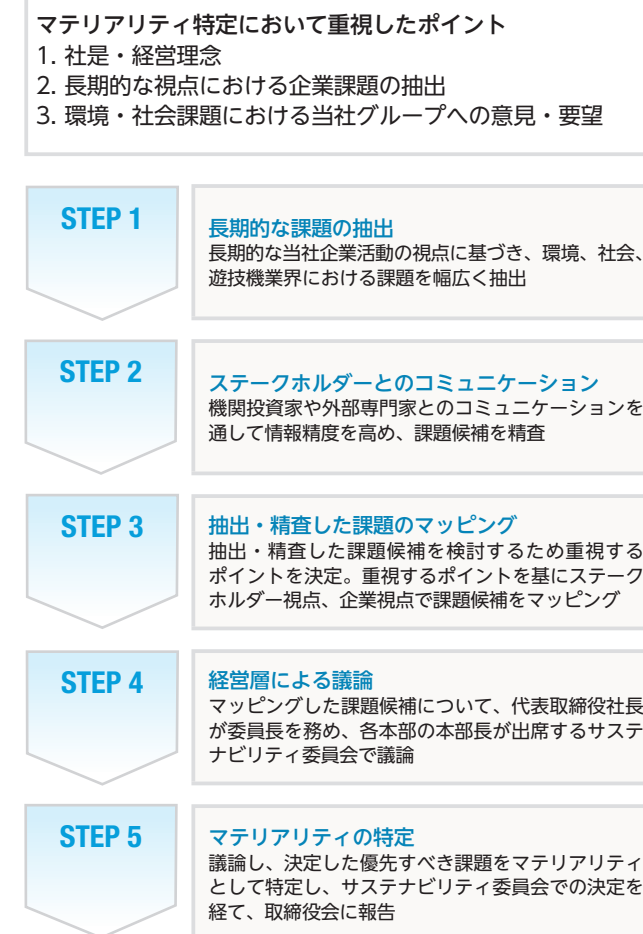 マテリアリティ特定において重視したポイント
1. 社是・経営理念
2. 長期的な視点における企業課題の抽出
3. 環境・社会課題における当社グループへの意見・要望
STEP 1
長期的な課題の抽出
長期的な当社企業活動の視点に基づき、環境、社会、
遊技機業界における課題を幅広く抽出
STEP 2
ステークホルダーとのコミュニケーション
機関投資家や外部専門家とのコミュニケーションを
通して情報精度を高め、課題候補を精査
STEP 3
抽出・精査した課題のマッピング
抽出・精査した課題候補を検討するため重視する
ポイントを決定。重視するポイントを基にステーク
ホルダー視点、企業視点で課題候補をマッピング
STEP 4
経営層による議論
マッピングした課題候補について、代表取締役社長
が委員長を務め、各本部の本部長が出席するサステ
ナビリティ委員会で議論
STEP 5
マテリアリティの特定
議論し、決定した優先すべき課題をマテリアリティ
として特定し、サステナビリティ委員会での決定を
経て、取締役会に報告